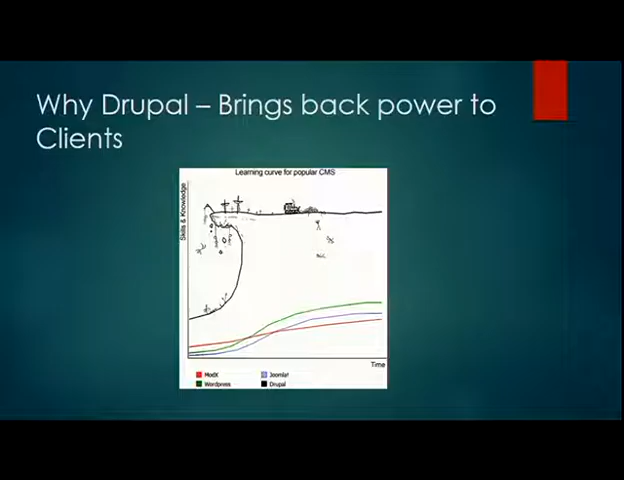 Why Drupal – Brings back power to
Clients
Learning curve for popular CMS
Skills & Knowledge
Time
ModX
Joomla!
Wordpress
Drupal